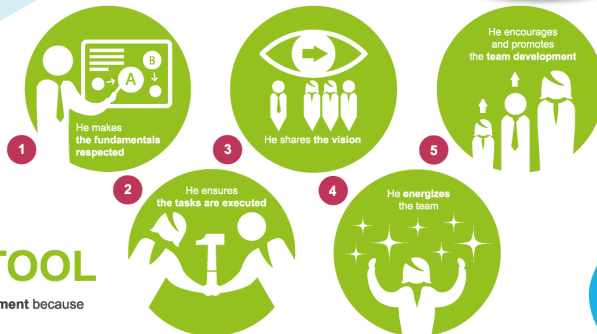 B
A
He makes
the fundamentals
respected
1
He shares the vision
3
He encourages
and promotes
the team development
5
He ensures
the tasks are executed
2
He energizes
the team
4
TOOL
because